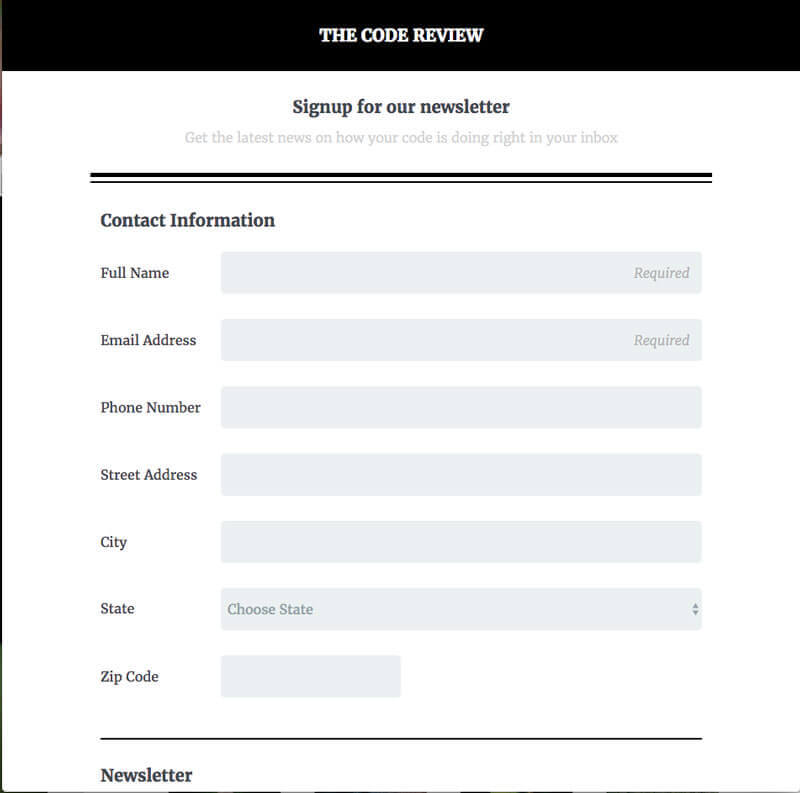 THE CODE REVIEW
Signup for our newsletter
Get the latest news on how your code is doing right in your inbox
Contact Information
Full Name Required
Email Address Required
Phone Number
Street Address
City
State Choose State
Zip Code
Newsletter